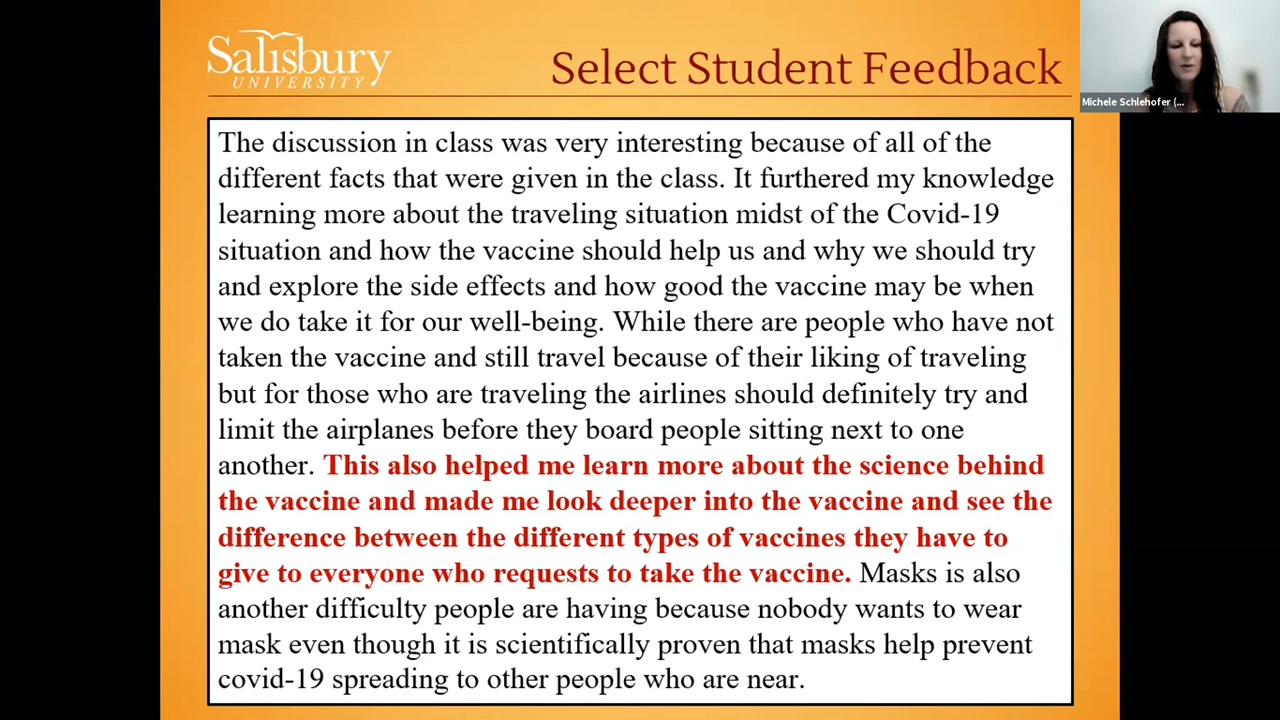 Salisbury
UNIVERSITY
Select Student Feedback
Michele Schlehofer (...
The discussion in class was very interesting because of all of the
different facts that were given in the class. It furthered my knowledge
learning more about the traveling situation midst of the Covid-19
situation and how the vaccine should help us and why we should try
and explore the side effects and how good the vaccine may be when
we do take it for our well-being. While there are people who have not
taken the vaccine and still travel because of their liking of traveling
but for those who are traveling the airlines should definitely try and
limit the airplanes before they board people sitting next to one
another. This also helped me learn more about the science behind
the vaccine and made me look deeper into the vaccine and see the
difference between the different types of vaccines they have to
give to everyone who requests to take the vaccine. Masks is also
another difficulty people are having because nobody wants to wear
mask even though it is scientifically proven that masks help prevent
covid-19 spreading to other people who are near.